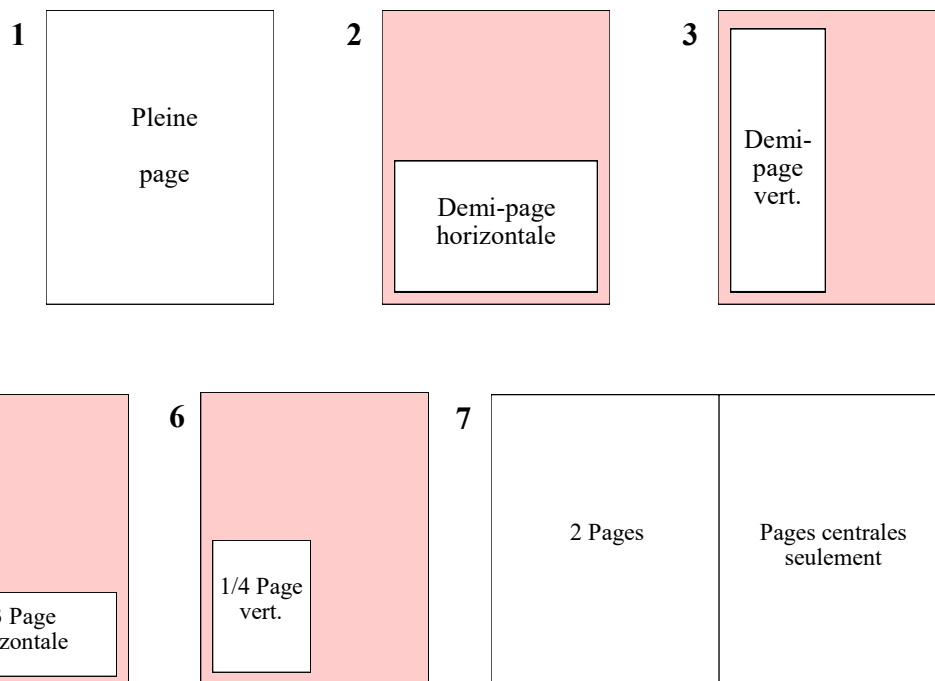 1
Pleine
page
2
Demi-page
horizontale
3
Demi-
page
vert.
Page
6
1/4 Page
vert.
7
2 Pages
Pages centrales
seulement